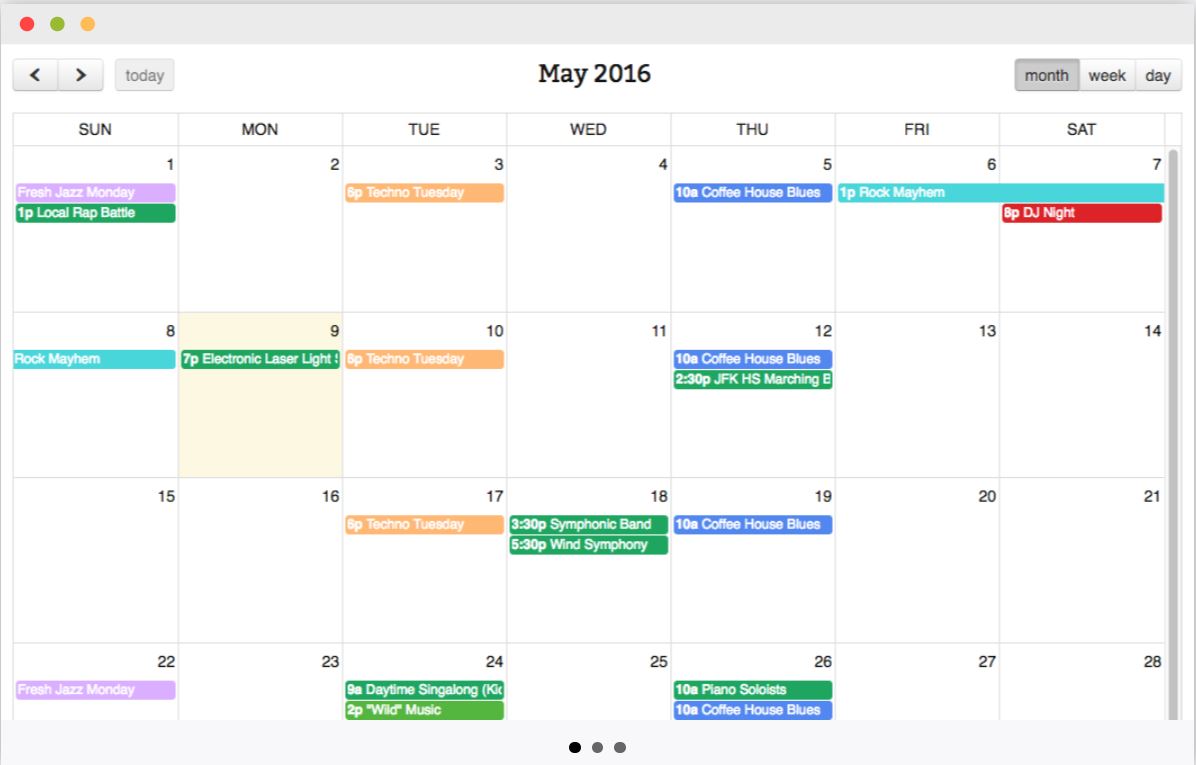 today
May 2016
month week day
SUN MON TUE WED THU FRI SAT
1 2 3 4 5 6 7
Fresh Jazz Monday 6p Techno Tuesday 10a Coffee House Blues 1p Rock Mayhem
1p Local Rap Battle 8p DJ Night
8 9 10 11 12 13 14
Rock Mayhem 7p Electronic Laser Light 6p Techno Tuesday 10a Coffee House Blues
2:30p JFK HS Marching B
15 16 17 18 19 20 21
6p Techno Tuesday 3:30p Symphonic Band 10a Coffee House Blues
5:30p Wind Symphony
22 23 24 25 26 27 28
Fresh Jazz Monday 9a Daytime Singalong (Kid 10a Piano Soloists
2p "Wild" Music 10a Coffee House Blues